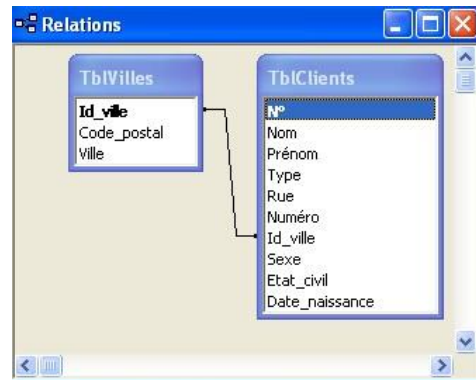 Relations
TblVilles
Id_ville
Code_postal
Ville
TblClients
N°
Nom
Prénom
Type
Rue
Numéro
Id_ville
Sexe
Etat_civil
Date_naissance